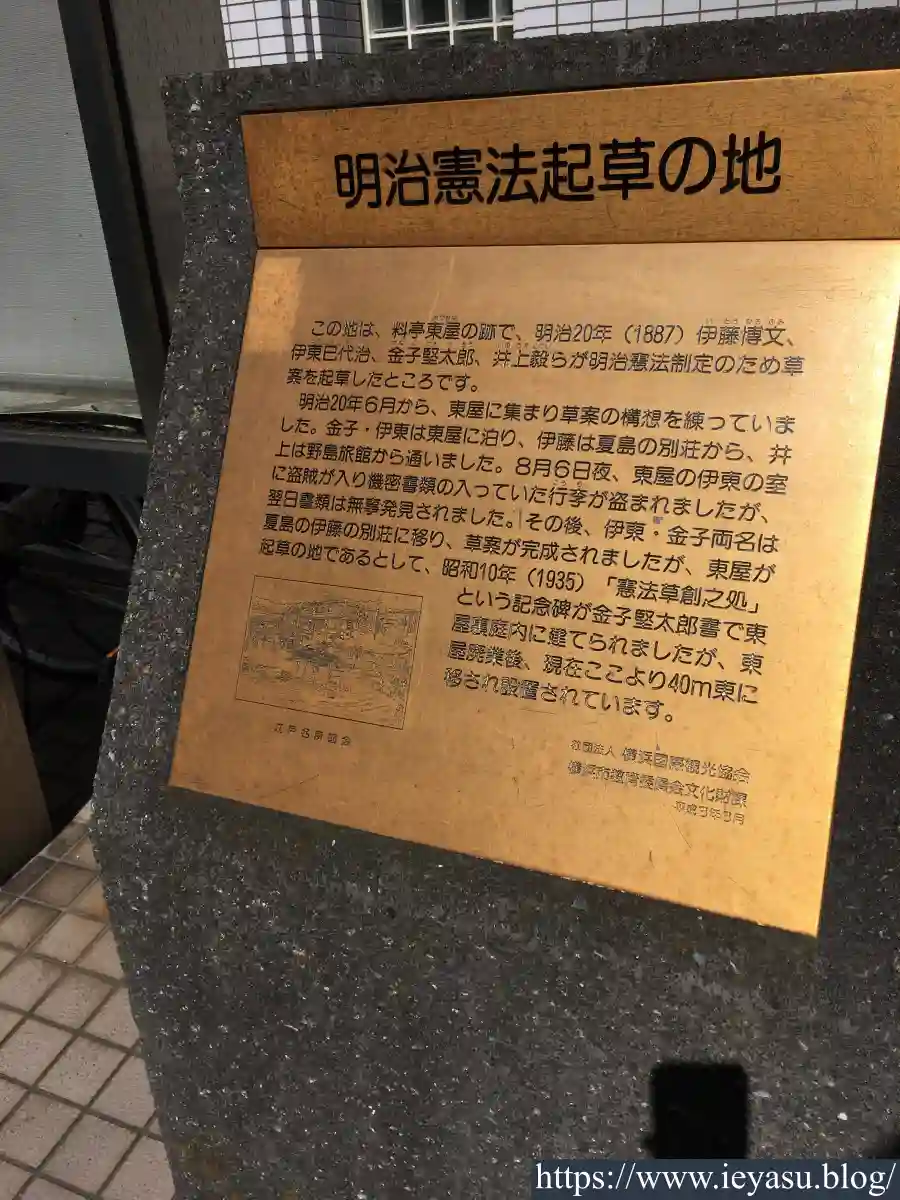 明治憲法起草の地
この地は、料亭東屋の跡で、明治20年(1887)伊藤博文、
伊東巳代治、金子堅太郎、井上毅らが明治憲法制定のため草
案を起草したところです。
明治20年6月から、東屋に集まり草案の構想を練っていま
した。金子・伊東は東屋に泊り、伊藤は夏島の別荘から、井
上は野島旅館から通いました。8月6日夜、東屋の伊東の室
に盗賊が入り機密書類の入っていた行李が盗まれましたが、
翌日書類は無事発見されました。その後、伊東・金子両名は
夏島の伊藤の別荘に移り、草案が完成されましたが、東屋が
起草の地であるとして、昭和10年(1935)「憲法草創之処」
という記念碑が金子堅太郎書で東
屋裏庭内に建てられましたが、東
屋廃業後、現在ここより40m東に
移され設置されています。
江戸名所図会
社団法人 横浜国際観光協会
横浜市教育委員会文化財課
https://www.ieyasu.blog/